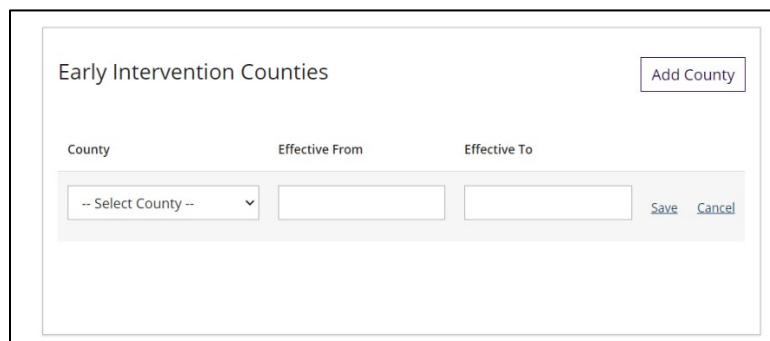 Early Intervention Counties
Add County
County Effective From Effective To
-- Select County -- Save Cancel